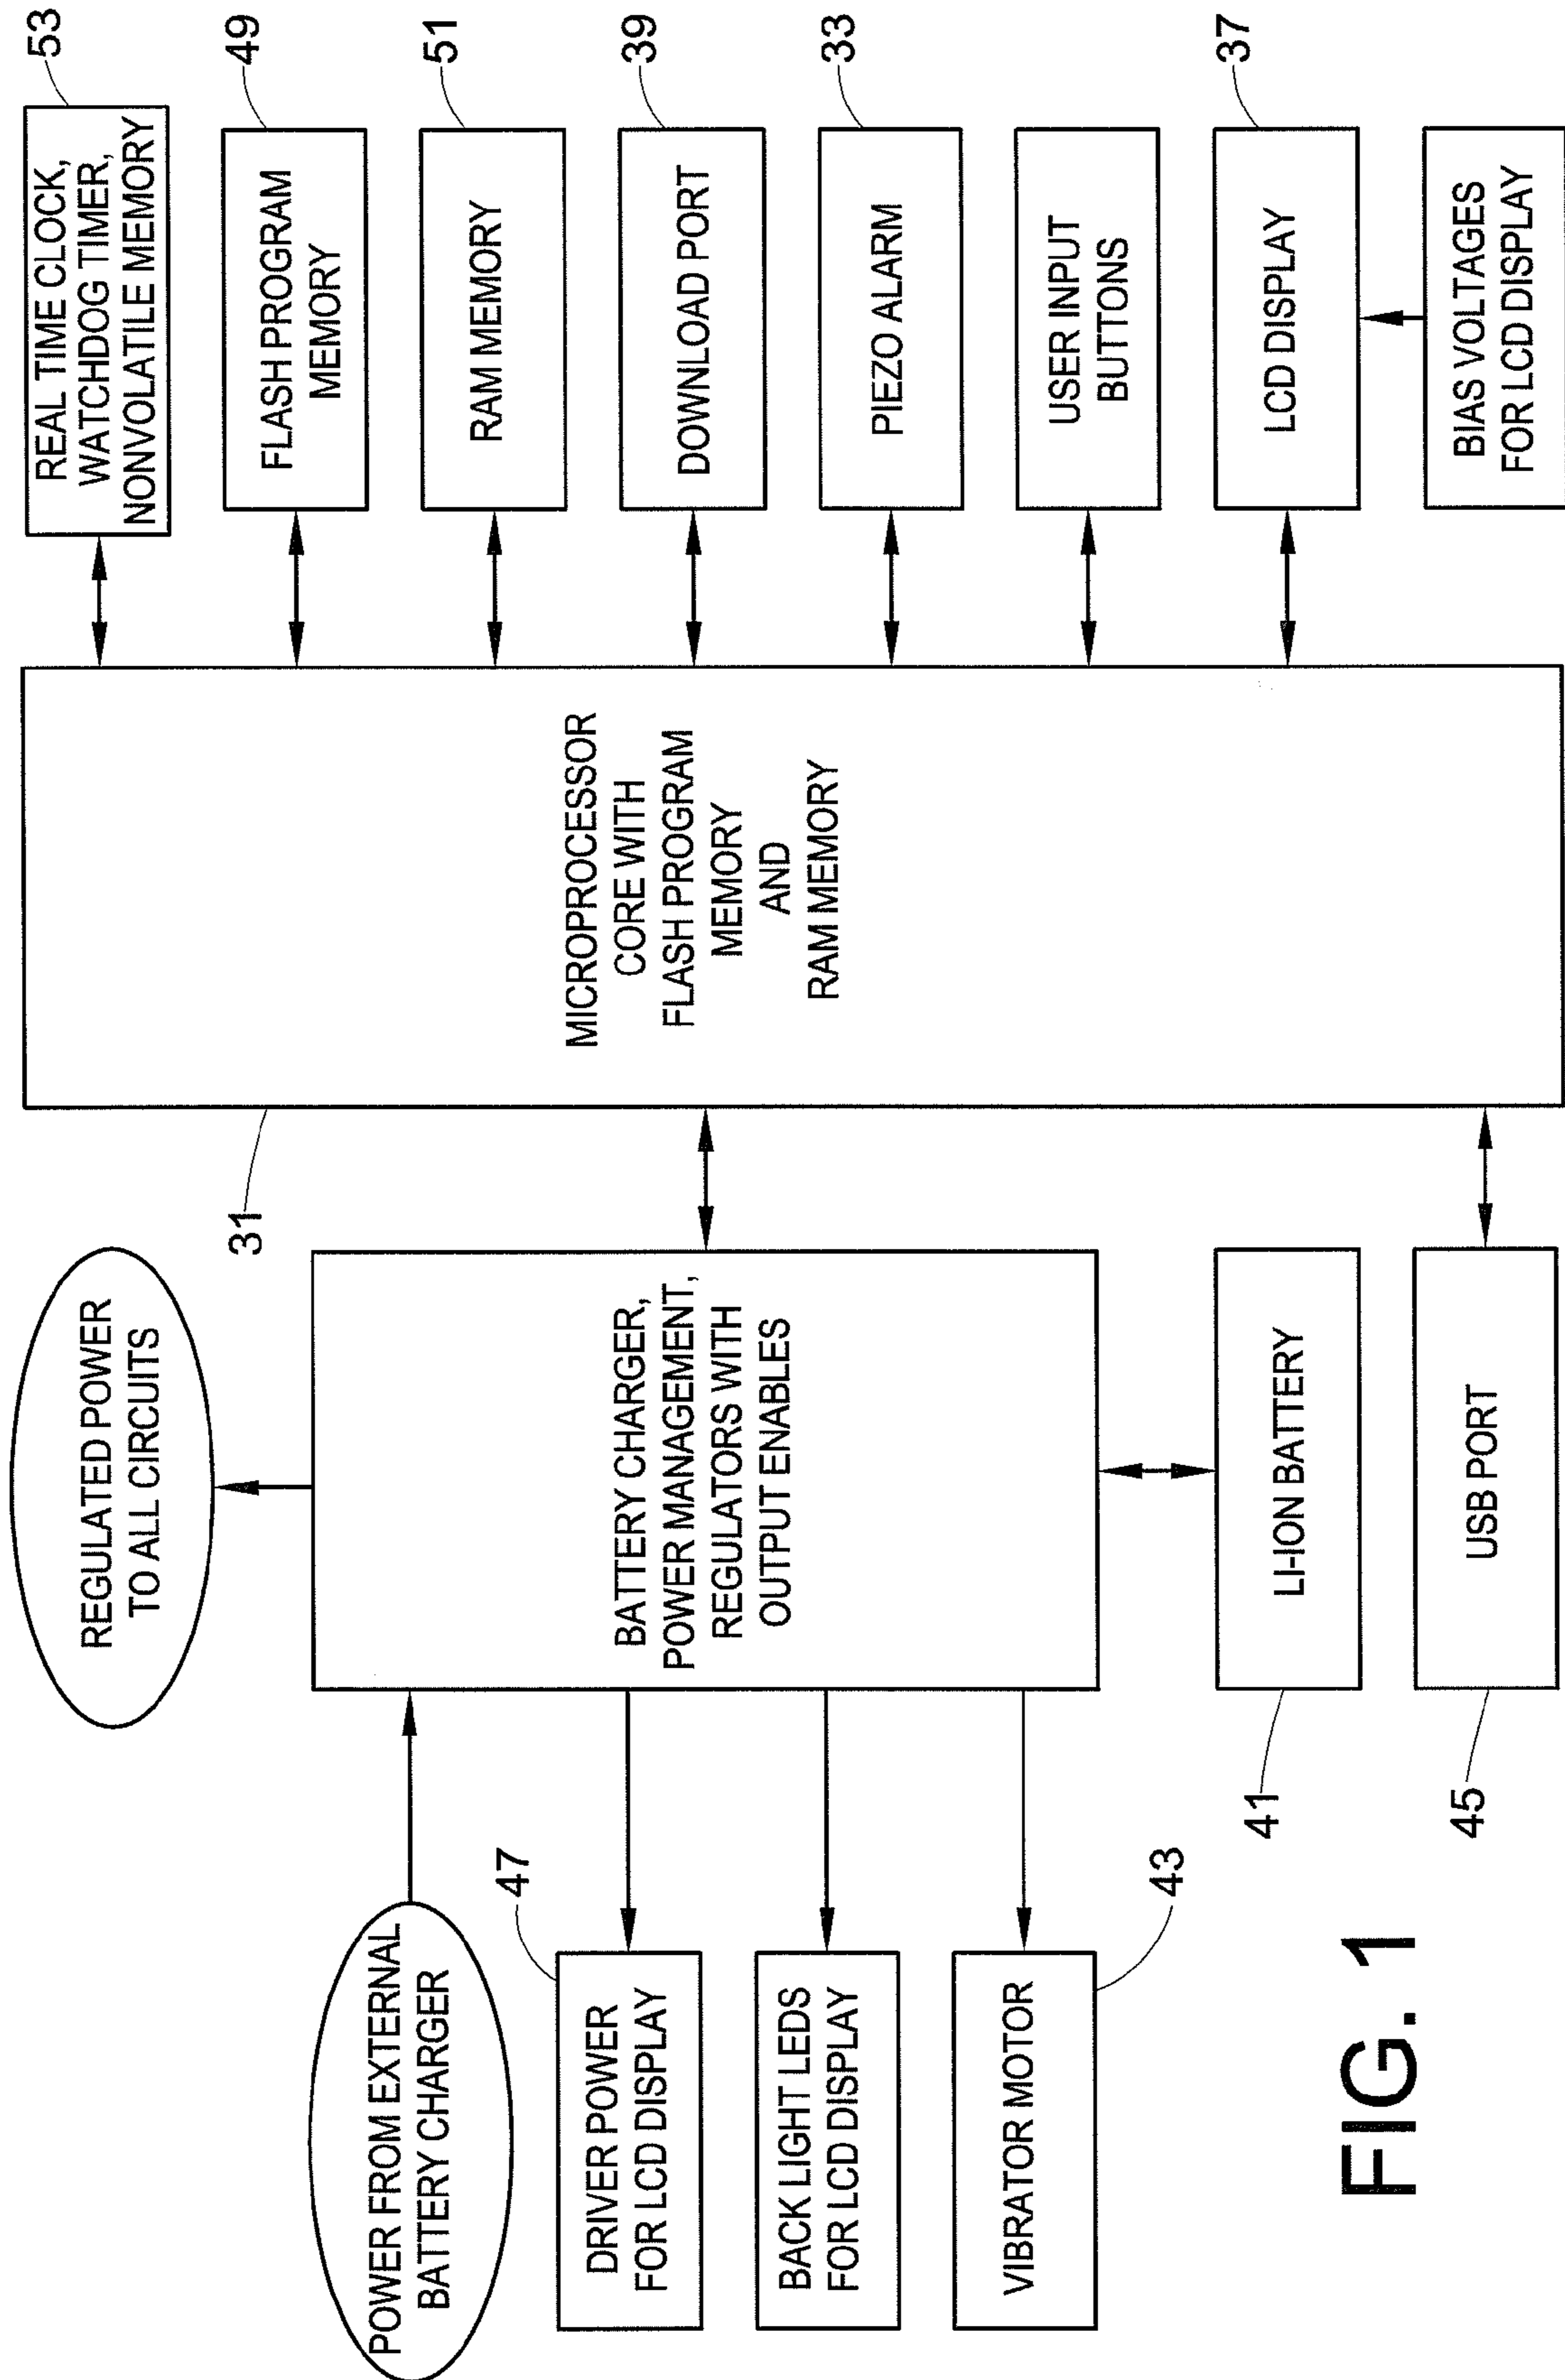 POWER FROM EXTERNAL
BATTERY CHARGER
47
DRIVER POWER
FOR LCD DISPLAY
BACK LIGHT LEDS
FOR LCD DISPLAY
VIBRATOR MOTOR
43
REGULATED POWER
TO ALL CIRCUITS
BATTERY CHARGER,
POWER MANAGEMENT,
REGULATORS WITH
OUTPUT ENABLES
LI-ION BATTERY
41
USB PORT
45
31
MICROPROCESSOR
CORE WITH
FLASH PROGRAM
MEMORY
AND
RAM MEMORY
REAL TIME CLOCK,
WATCHDOG TIMER,
NONVOLATILE MEMORY
53
FLASH PROGRAM
MEMORY
49
RAM MEMORY
51
DOWNLOAD PORT
39
PIEZO ALARM
33
USER INPUT
BUTTONS
LCD DISPLAY
37
BIAS VOLTAGES
FOR LCD DISPLAY
FIG. 1